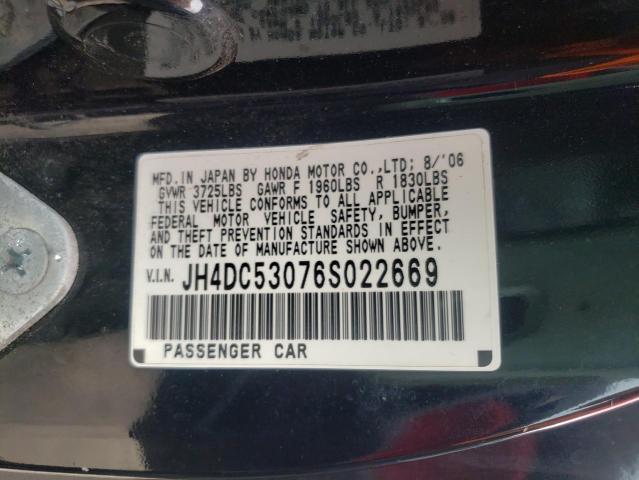 MFD.IN JAPAN BY HONDA MOTOR CO.,LTD; 8/'06
GVWR 3725LBS GAWR F 1960LBS R 1830LBS
THIS VEHICLE CONFORMS TO ALL APPLICABLE
FEDERAL MOTOR VEHICLE SAFETY, BUMPER,
AND THEFT PREVENTION STANDARDS IN EFFECT
ON THE DATE OF MANUFACTURE SHOWN ABOVE.
V.I.N. JH4DC53076S022669
PASSENGER CAR